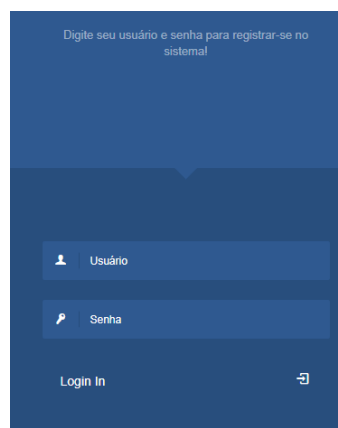 Digite seu usuário e senha para registrar-se no
sistema!
Usuário
Senha
Login In